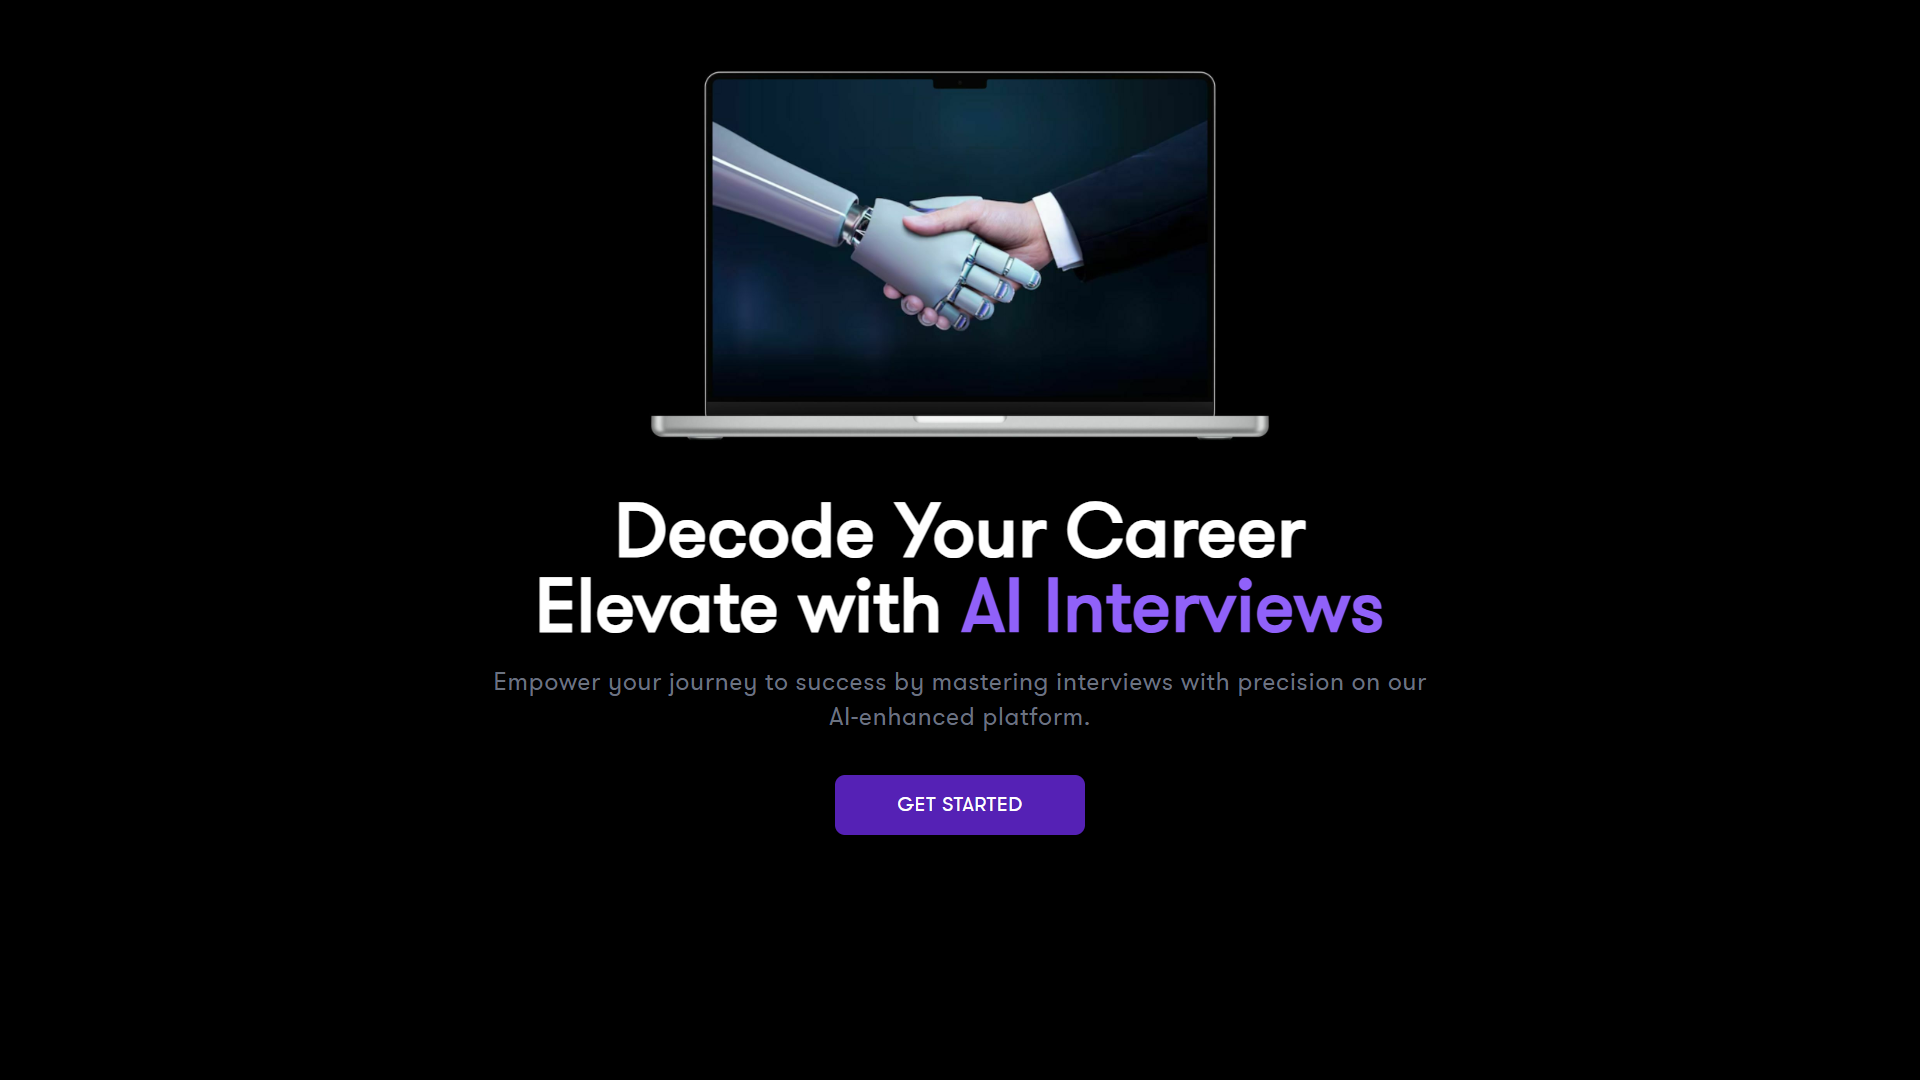 Decode Your Career
Elevate with AI Interviews
Empower your journey to success by mastering interviews with precision on our
AI-enhanced platform.
GET STARTED